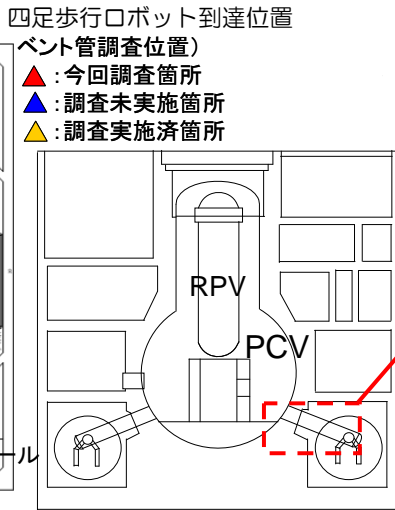 四足歩行ロボット到達位置
ベント管調査位置)
▲:今回調査箇所
▲:調査未実施箇所
▲:調査実施済箇所
RPV
PCV
ール